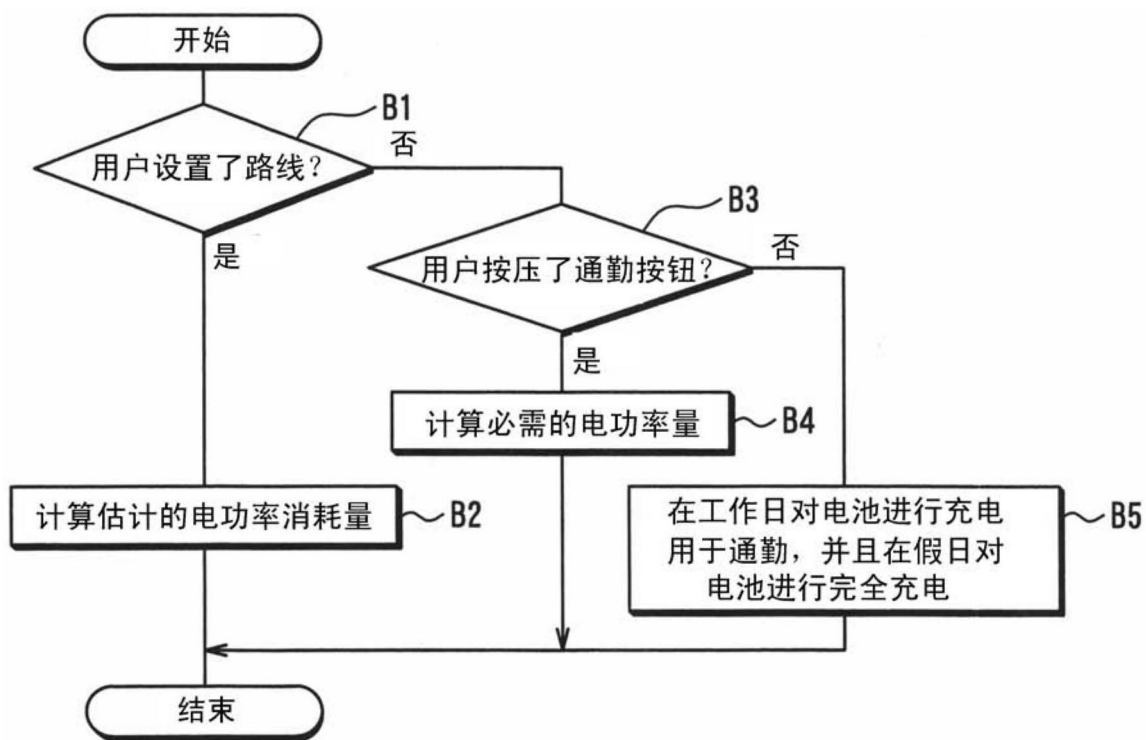 开始
B1
用户设置了路线？
否
是
B3
用户按压了通勤按钮？
否
是
计算必需的电功率量
B4
计算估计的电功率消耗量
B2
在工作日对电池进行充电
用于通勤，并且在假日对
电池进行完全充电
B5
结束